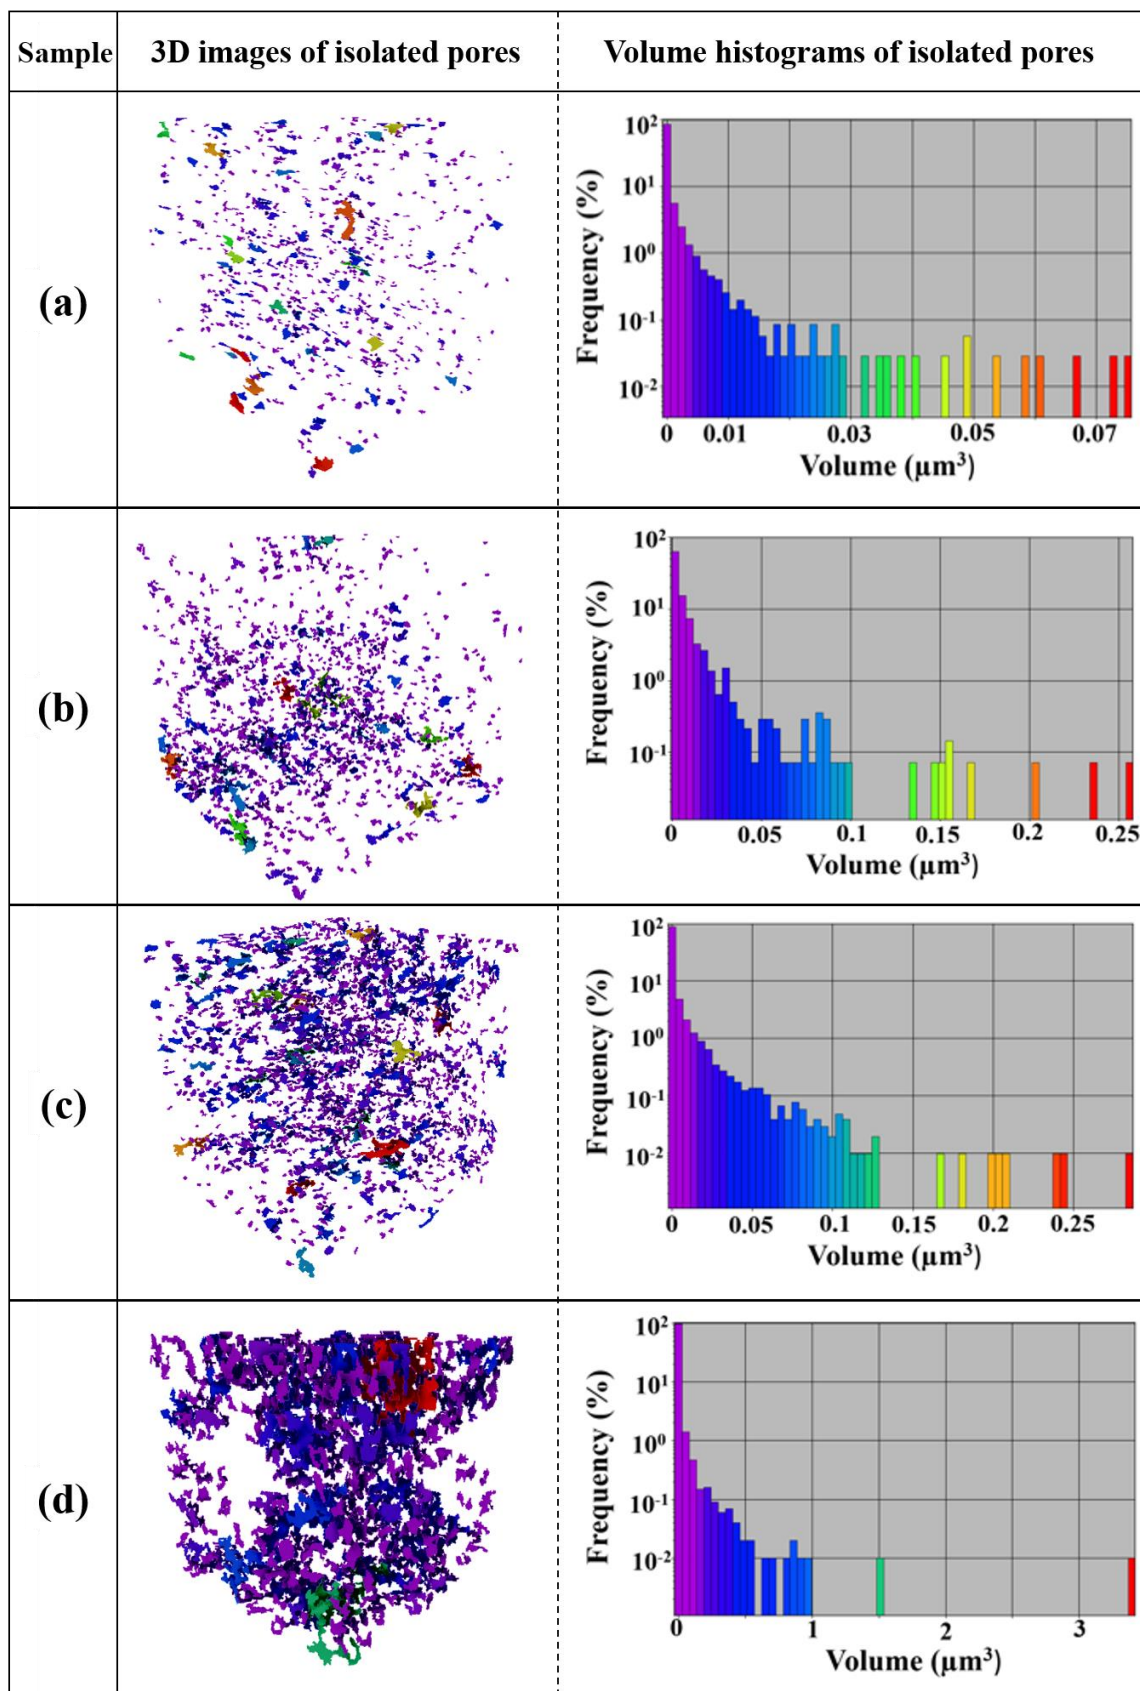 Sample 3D images of isolated pores Volume histograms of isolated pores
(a)
Frequency (%)
10²
10¹
10⁰
10⁻¹
10⁻²
0 0.01 0.03 0.05 0.07
Volume (μm³)
(b)
Frequency (%)
10²
10¹
10⁰
10⁻¹
0 0.05 0.1 0.15 0.2 0.25
Volume (μm³)
(c)
Frequency (%)
10²
10¹
10⁰
10⁻¹
10⁻²
0 0.05 0.1 0.15 0.2 0.25
Volume (μm³)
(d)
Frequency (%)
10²
10¹
10⁰
10⁻¹
10⁻²
0 1 2 3
Volume (μm³)